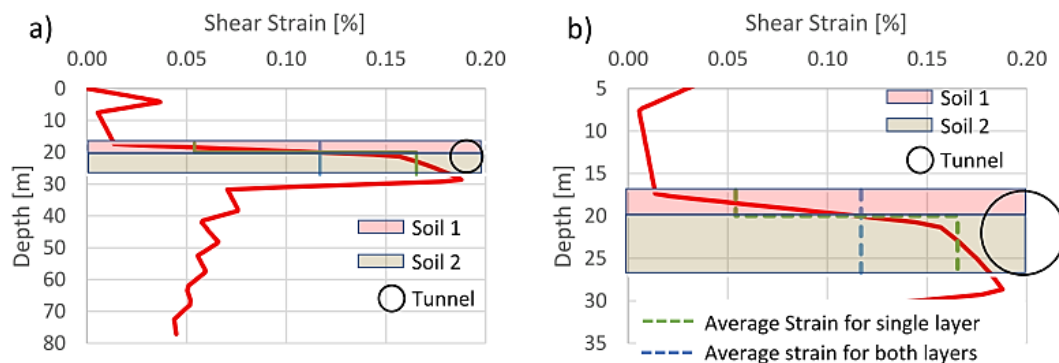 a)
Shear Strain [%]
0.00 0.05 0.10 0.15 0.20
0
10
20
30
40
50
60
70
80
Depth [m]
Soil 1
Soil 2
Tunnel
b)
Shear Strain [%]
0.00 0.05 0.10 0.15 0.20
5
10
15
20
25
30
35
Depth [m]
Soil 1
Soil 2
Tunnel
Average Strain for single layer
Average strain for both layers